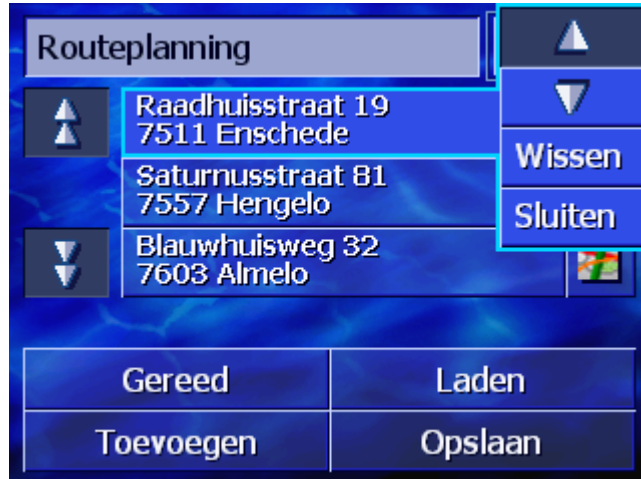 Routeplanning
Raadhuisstraat 19
7511 Enschede
Wissen
Saturnusstraat 81
7557 Hengelo
Sluiten
Blauwhuisweg 32
7603 Almelo
Gereed
Laden
Toevoegen
Opslaan